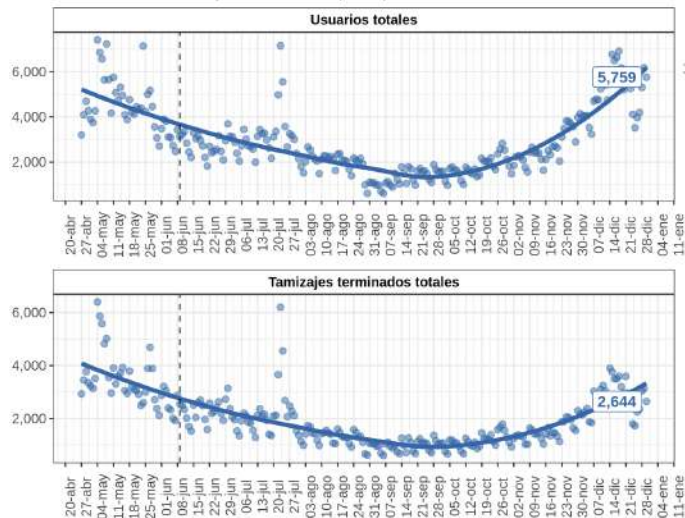 Usuarios totales
6,000
4,000
2,000
5,759
20-abr
27-abr
04-may
11-may
18-may
25-may
01-jun
08-jun
15-jun
22-jun
29-jun
06-jul
13-jul
20-jul
27-jul
03-ago
10-ago
17-ago
24-ago
31-ago
07-sep
14-sep
21-sep
28-sep
05-oct
12-oct
19-oct
26-oct
02-nov
09-nov
16-nov
23-nov
30-nov
07-dic
14-dic
21-dic
28-dic
04-ene
11-ene
Tamizajes terminados totales
6,000
4,000
2,000
2,644
20-abr
27-abr
04-may
11-may
18-may
25-may
01-jun
08-jun
15-jun
22-jun
29-jun
06-jul
13-jul
20-jul
27-jul
03-ago
10-ago
17-ago
24-ago
31-ago
07-sep
14-sep
21-sep
28-sep
05-oct
12-oct
19-oct
26-oct
02-nov
09-nov
16-nov
23-nov
30-nov
07-dic
14-dic
21-dic
28-dic
04-ene
11-ene